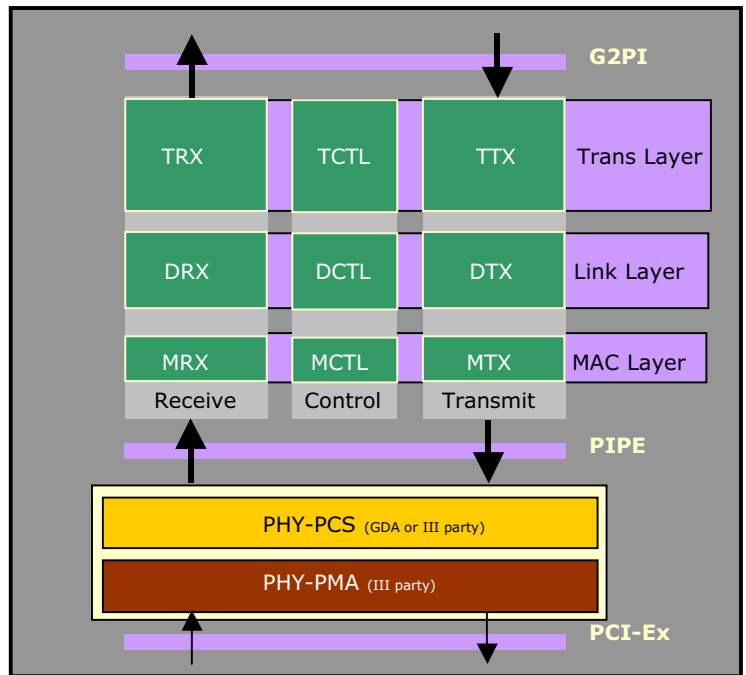 G2PI
TRX TCTL TTX Trans Layer
DRX DCTL DTX Link Layer
MRX MCTL MTX MAC Layer
Receive Control Transmit
PIPE
PHY-PCS (GDA or III party)
PHY-PMA (III party)
PCI-Ex